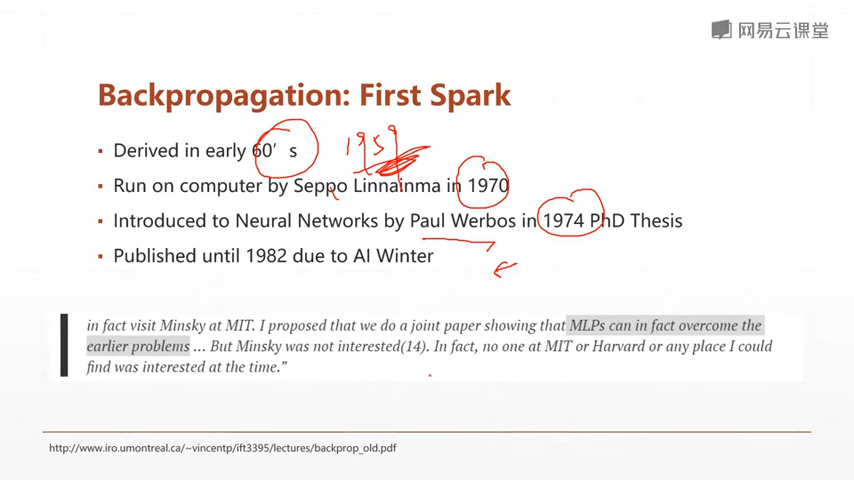 网易云课堂
Backpropagation: First Spark
▪ Derived in early 60's
1959
▪ Run on computer by Seppo Linnainma in 1970
▪ Introduced to Neural Networks by Paul Werbos in 1974 PhD Thesis
▪ Published until 1982 due to AI Winter
in fact visit Minsky at MIT. I proposed that we do a joint paper showing that MLPs can in fact overcome the
earlier problems ... But Minsky was not interested(14). In fact, no one at MIT or Harvard or any place I could
find was interested at the time.”
http://www.iro.umontreal.ca/~vincentp/ift3395/lectures/backprop_old.pdf